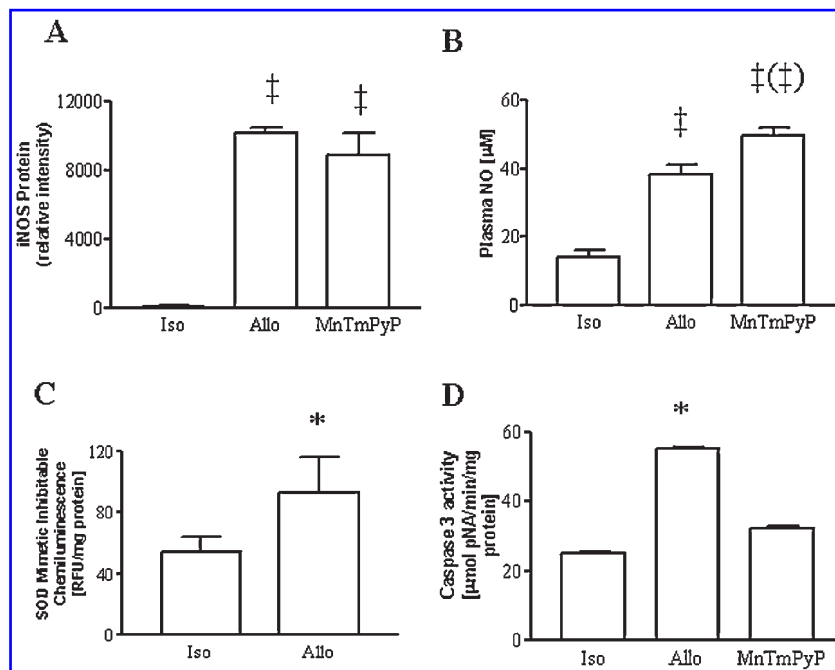 A
iNOS Protein
(relative intensity)
12000
8000
4000
0
‡
‡
Iso
Allo
MnTmPyP
B
Plasma NO [µM]
60
40
20
0
‡
‡(‡)
Iso
Allo
MnTmPyP
C
SOD Mimetic Inhibitable
Chemiluminescence
[RFU/mg protein]
120
80
40
0
*
Iso
Allo
D
Caspase 3 activity
[µmol pNA/min/mg
protein]
60
40
20
0
*
Iso
Allo
MnTmPyP